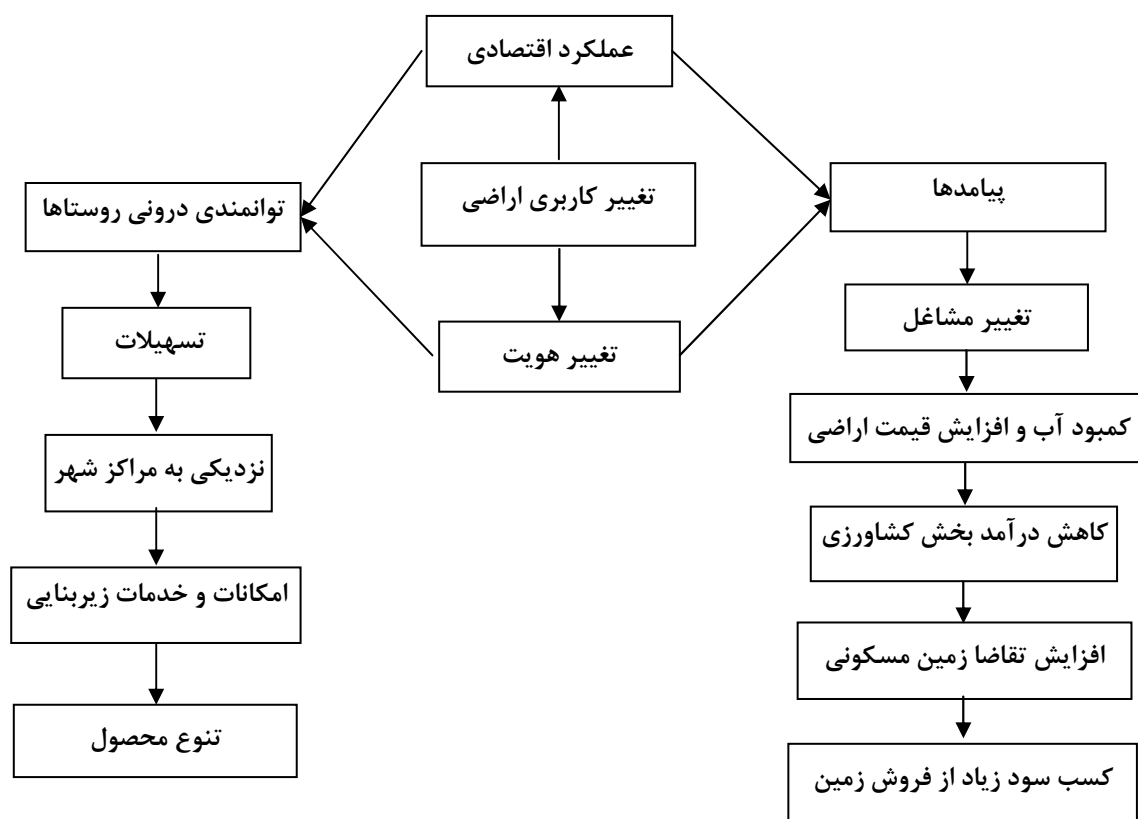 عملکرد اقتصادی
تغییر کاربری اراضی
پیامدها
توانمندی درونی روستاها
تغییر مشاغل
تسهیلات
تغییر هویت
کمبود آب و افزایش قیمت اراضی
نزدیکی به مراکز شهر
کاهش درآمد بخش کشاورزی
امکانات و خدمات زیربنایی
افزایش تقاضا زمین مسکونی
تنوع محصول
کسب سود زیاد از فروش زمین